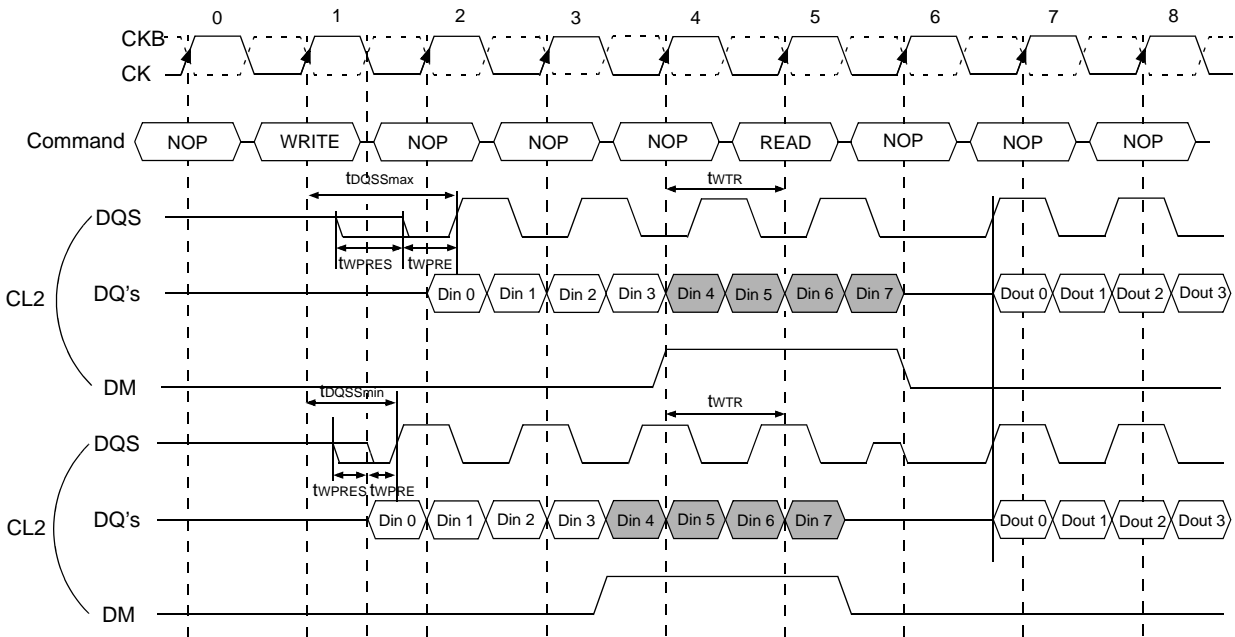 0 1 2 3 4 5 6 7 8
CKB
CK
Command NOP WRITE NOP NOP NOP READ NOP NOP NOP
tDQSSmax tWTR
DQS
tWPRES tWPRE
CL2
DQ's Din 0 Din 1 Din 2 Din 3 Din 4 Din 5 Din 6 Din 7 Dout 0 Dout 1 Dout 2 Dout 3
DM
tDQSSmin tWTR
DQS
tWPRES tWPRE
CL2
DQ's Din 0 Din 1 Din 2 Din 3 Din 4 Din 5 Din 6 Din 7 Dout 0 Dout 1 Dout 2 Dout 3
DM